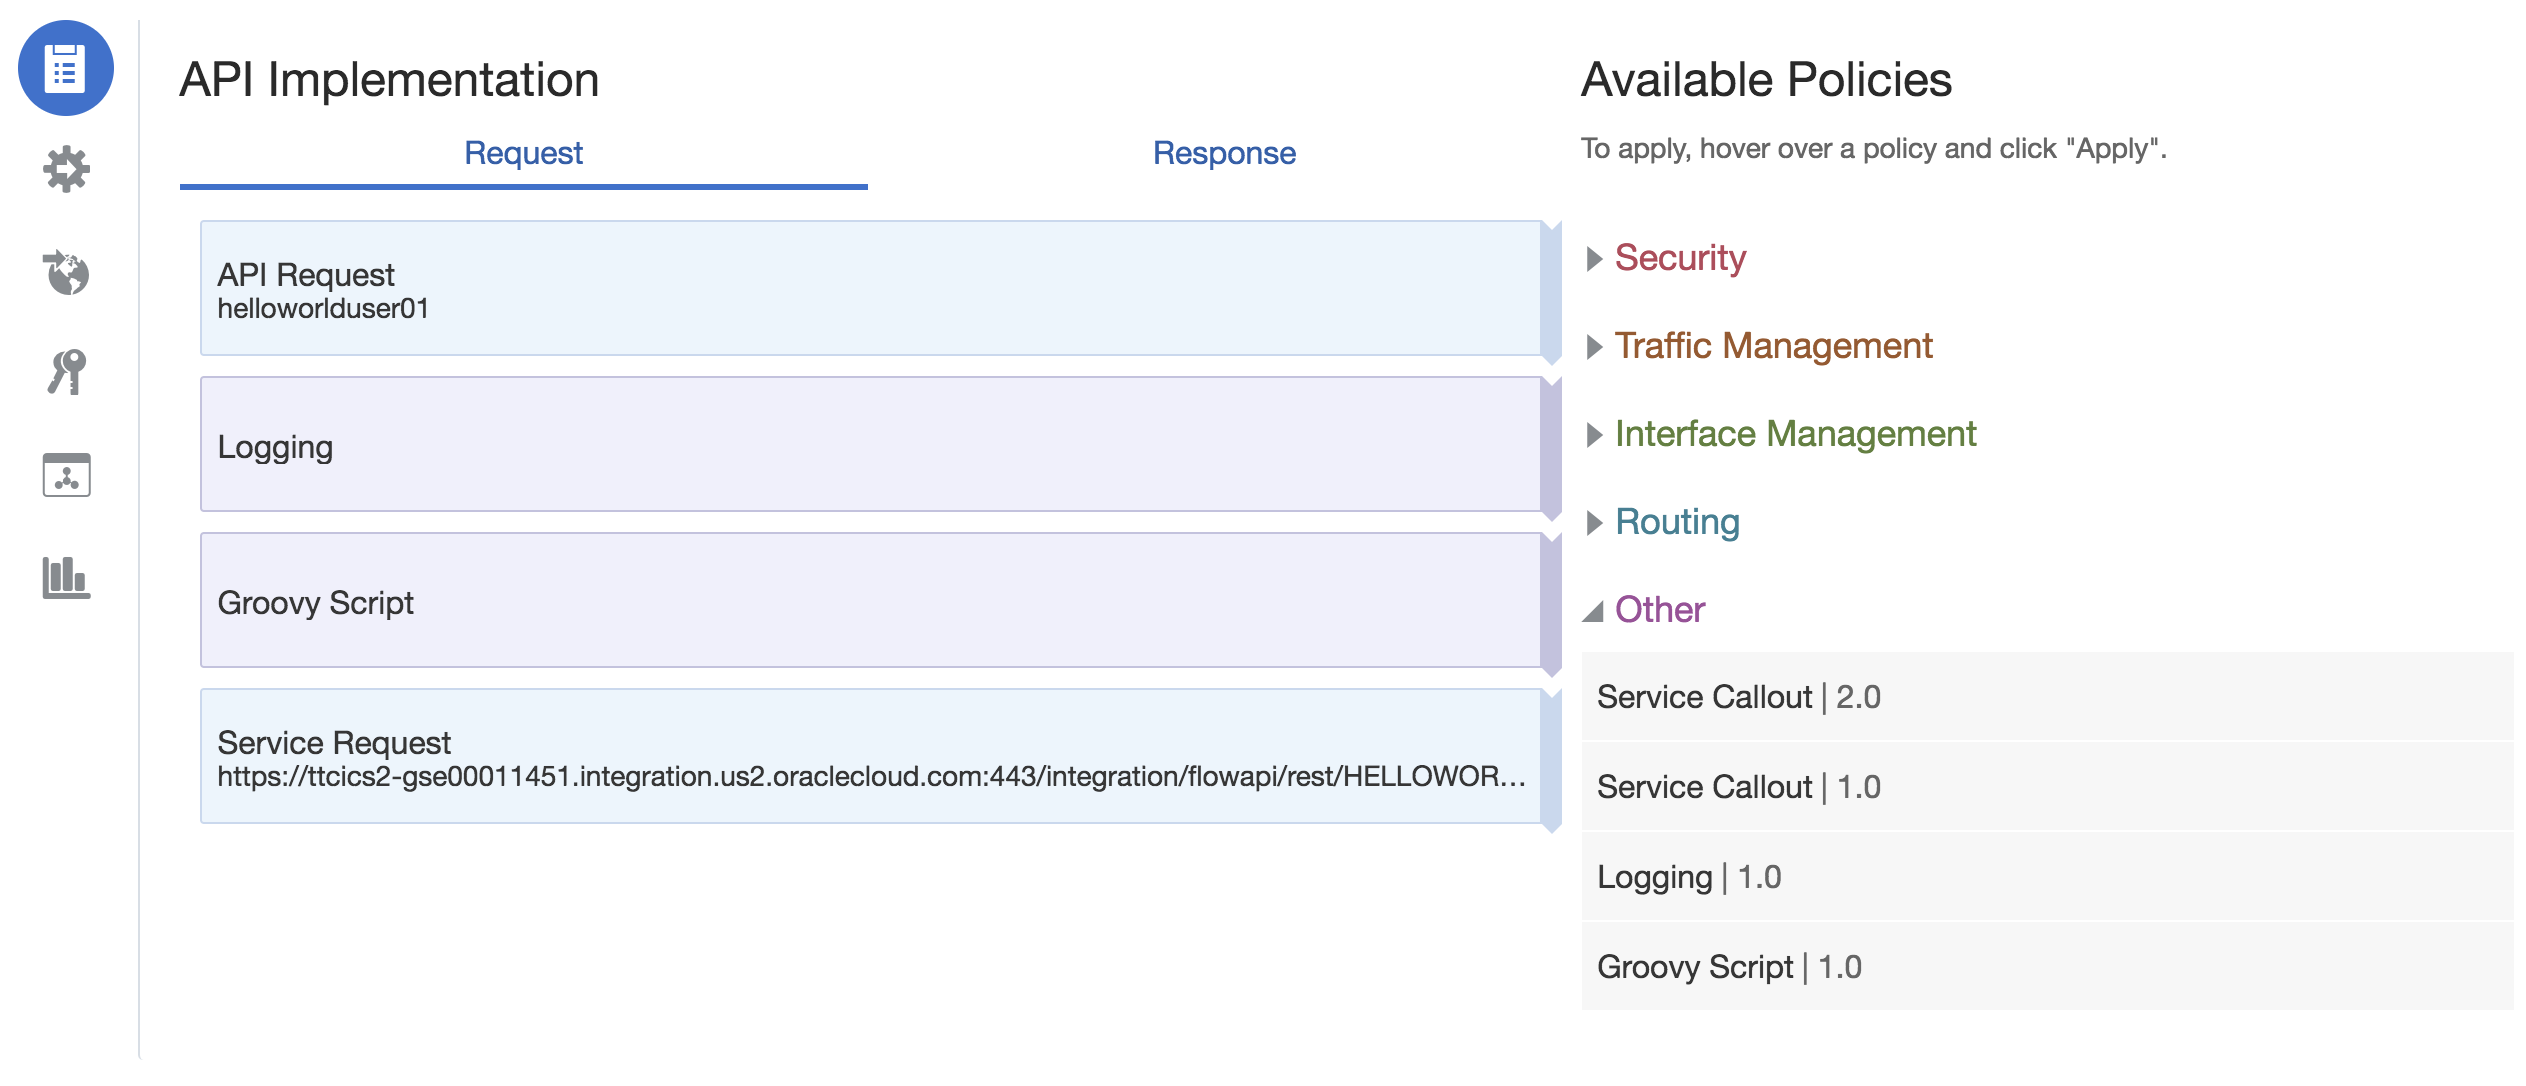 API Implementation
Request
Response
API Request
helloworlduser01
Logging
Groovy Script
Service Request
https://ttcics2-gse00011451.integration.us2.oraclecloud.com:443/integration/flowapi/rest/HELLOWOR...
Available Policies
To apply, hover over a policy and click "Apply".
Security
Traffic Management
Interface Management
Routing
Other
Service Callout | 2.0
Service Callout | 1.0
Logging | 1.0
Groovy Script | 1.0